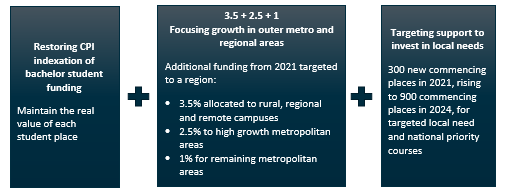 Restoring CPI
indexation of
bachelor student
funding
Maintain the real
value of each
student place
+
3.5 + 2.5 + 1
Focusing growth in outer metro and
regional areas
Additional funding from 2021 targeted
to a region:
• 3.5% allocated to rural, regional
and remote campuses
• 2.5% to high growth metropolitan
areas
• 1% for remaining metropolitan
areas
+
Targeting support to
invest in local needs
300 new commencing
places in 2021, rising
to 900 commencing
places in 2024, for
targeted local need
and national priority
courses